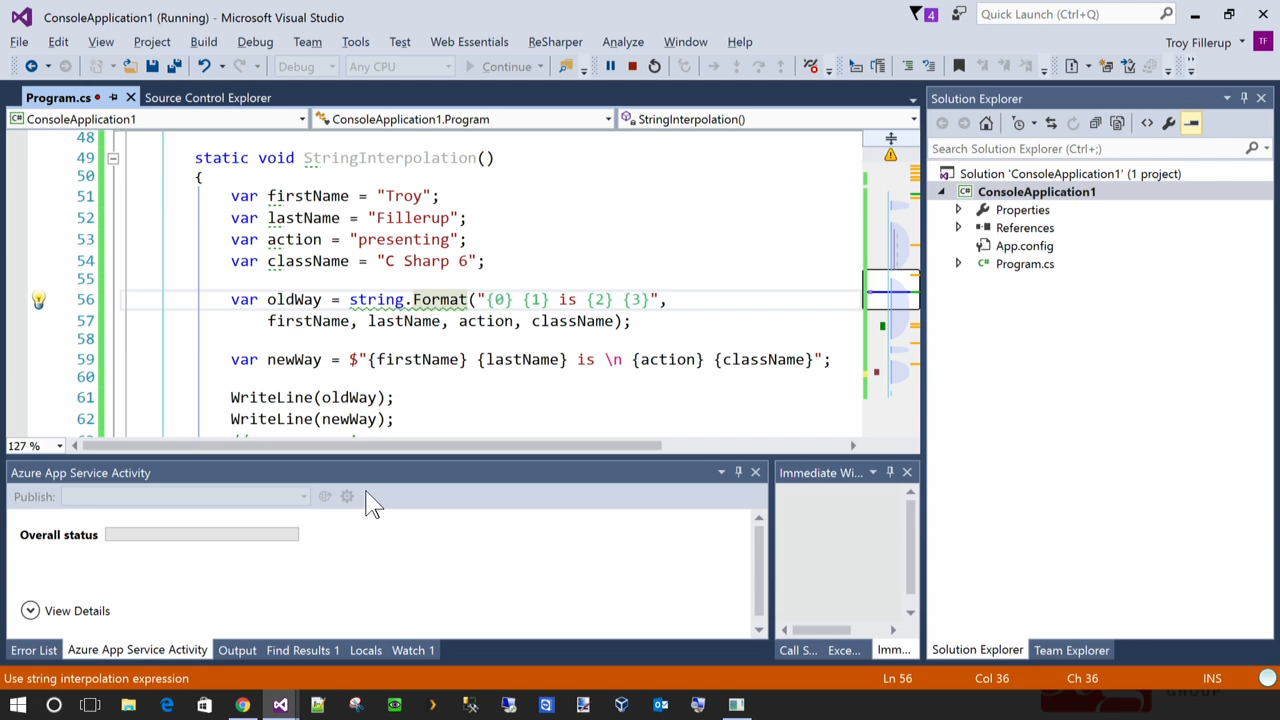 ConsoleApplication1 (Running) - Microsoft Visual Studio
4
Quick Launch (Ctrl+Q)
File Edit View Project Build Debug Team Tools Test Web Essentials ReSharper Analyze Window Help
Troy Fillerup
TF
Debug Any CPU Continue
Program.cs Source Control Explorer
ConsoleApplication1 ConsoleApplication1.Program StringInterpolation()
48
49 static void StringInterpolation()
50 {
51 var firstName = "Troy";
52 var lastName = "Fillerup";
53 var action = "presenting";
54 var className = "C Sharp 6";
55
56 var oldWay = string.Format("{0} {1} is {2} {3}",
57 firstName, lastName, action, className);
58
59 var newWay = $"{firstName} {lastName} is \n {action} {className}";
60
61 WriteLine(oldWay);
62 WriteLine(newWay);
127 %
Solution Explorer
Search Solution Explorer (Ctrl+;)
Solution 'ConsoleApplication1' (1 project)
ConsoleApplication1
Properties
References
App.config
Program.cs
Azure App Service Activity
Publish:
Overall status
View Details
Immediate Wi...
Error List Azure App Service Activity Output Find Results 1 Locals Watch 1
Call S... Exce... Imm...
Solution Explorer Team Explorer
Use string interpolation expression
Ln 56 Col 36 Ch 36 INS
GROUP